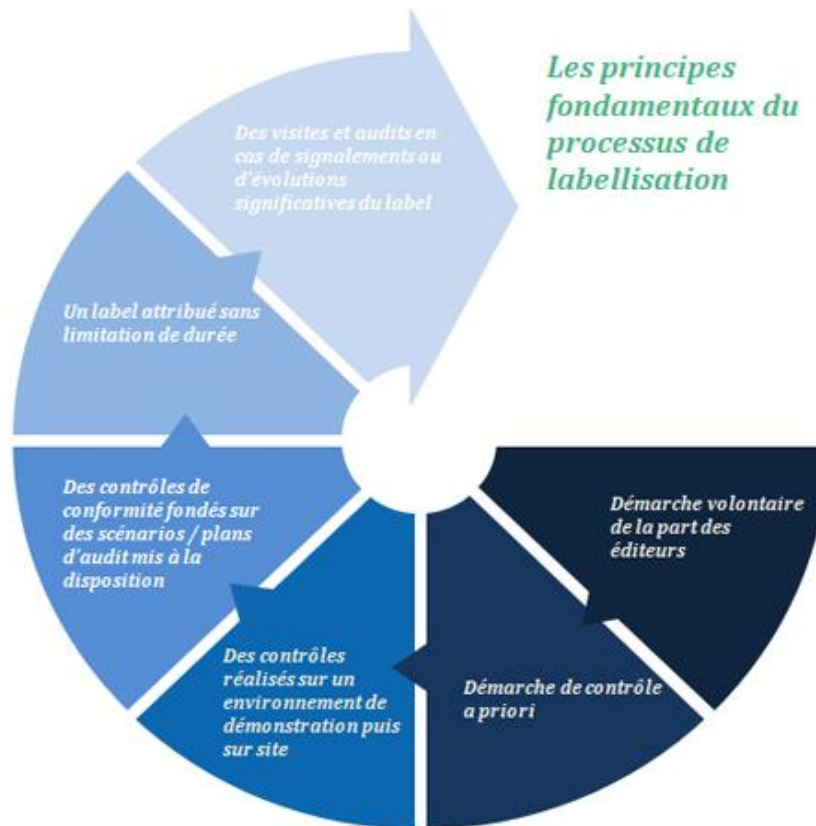 Les principes
fondamentaux du
processus de
labellisation
Des visites et audits en
cas de signalements ou
d'évolutions
significatives du label
Un label attribué sans
limitation de durée
Des contrôles de
conformité fondés sur
des scénarios / plans
d'audit mis à la
disposition
Des contrôles
réalisés sur un
environnement de
démonstration puis
sur site
Démarche de contrôle
a priori
Démarche volontaire
de la part des
éditeurs